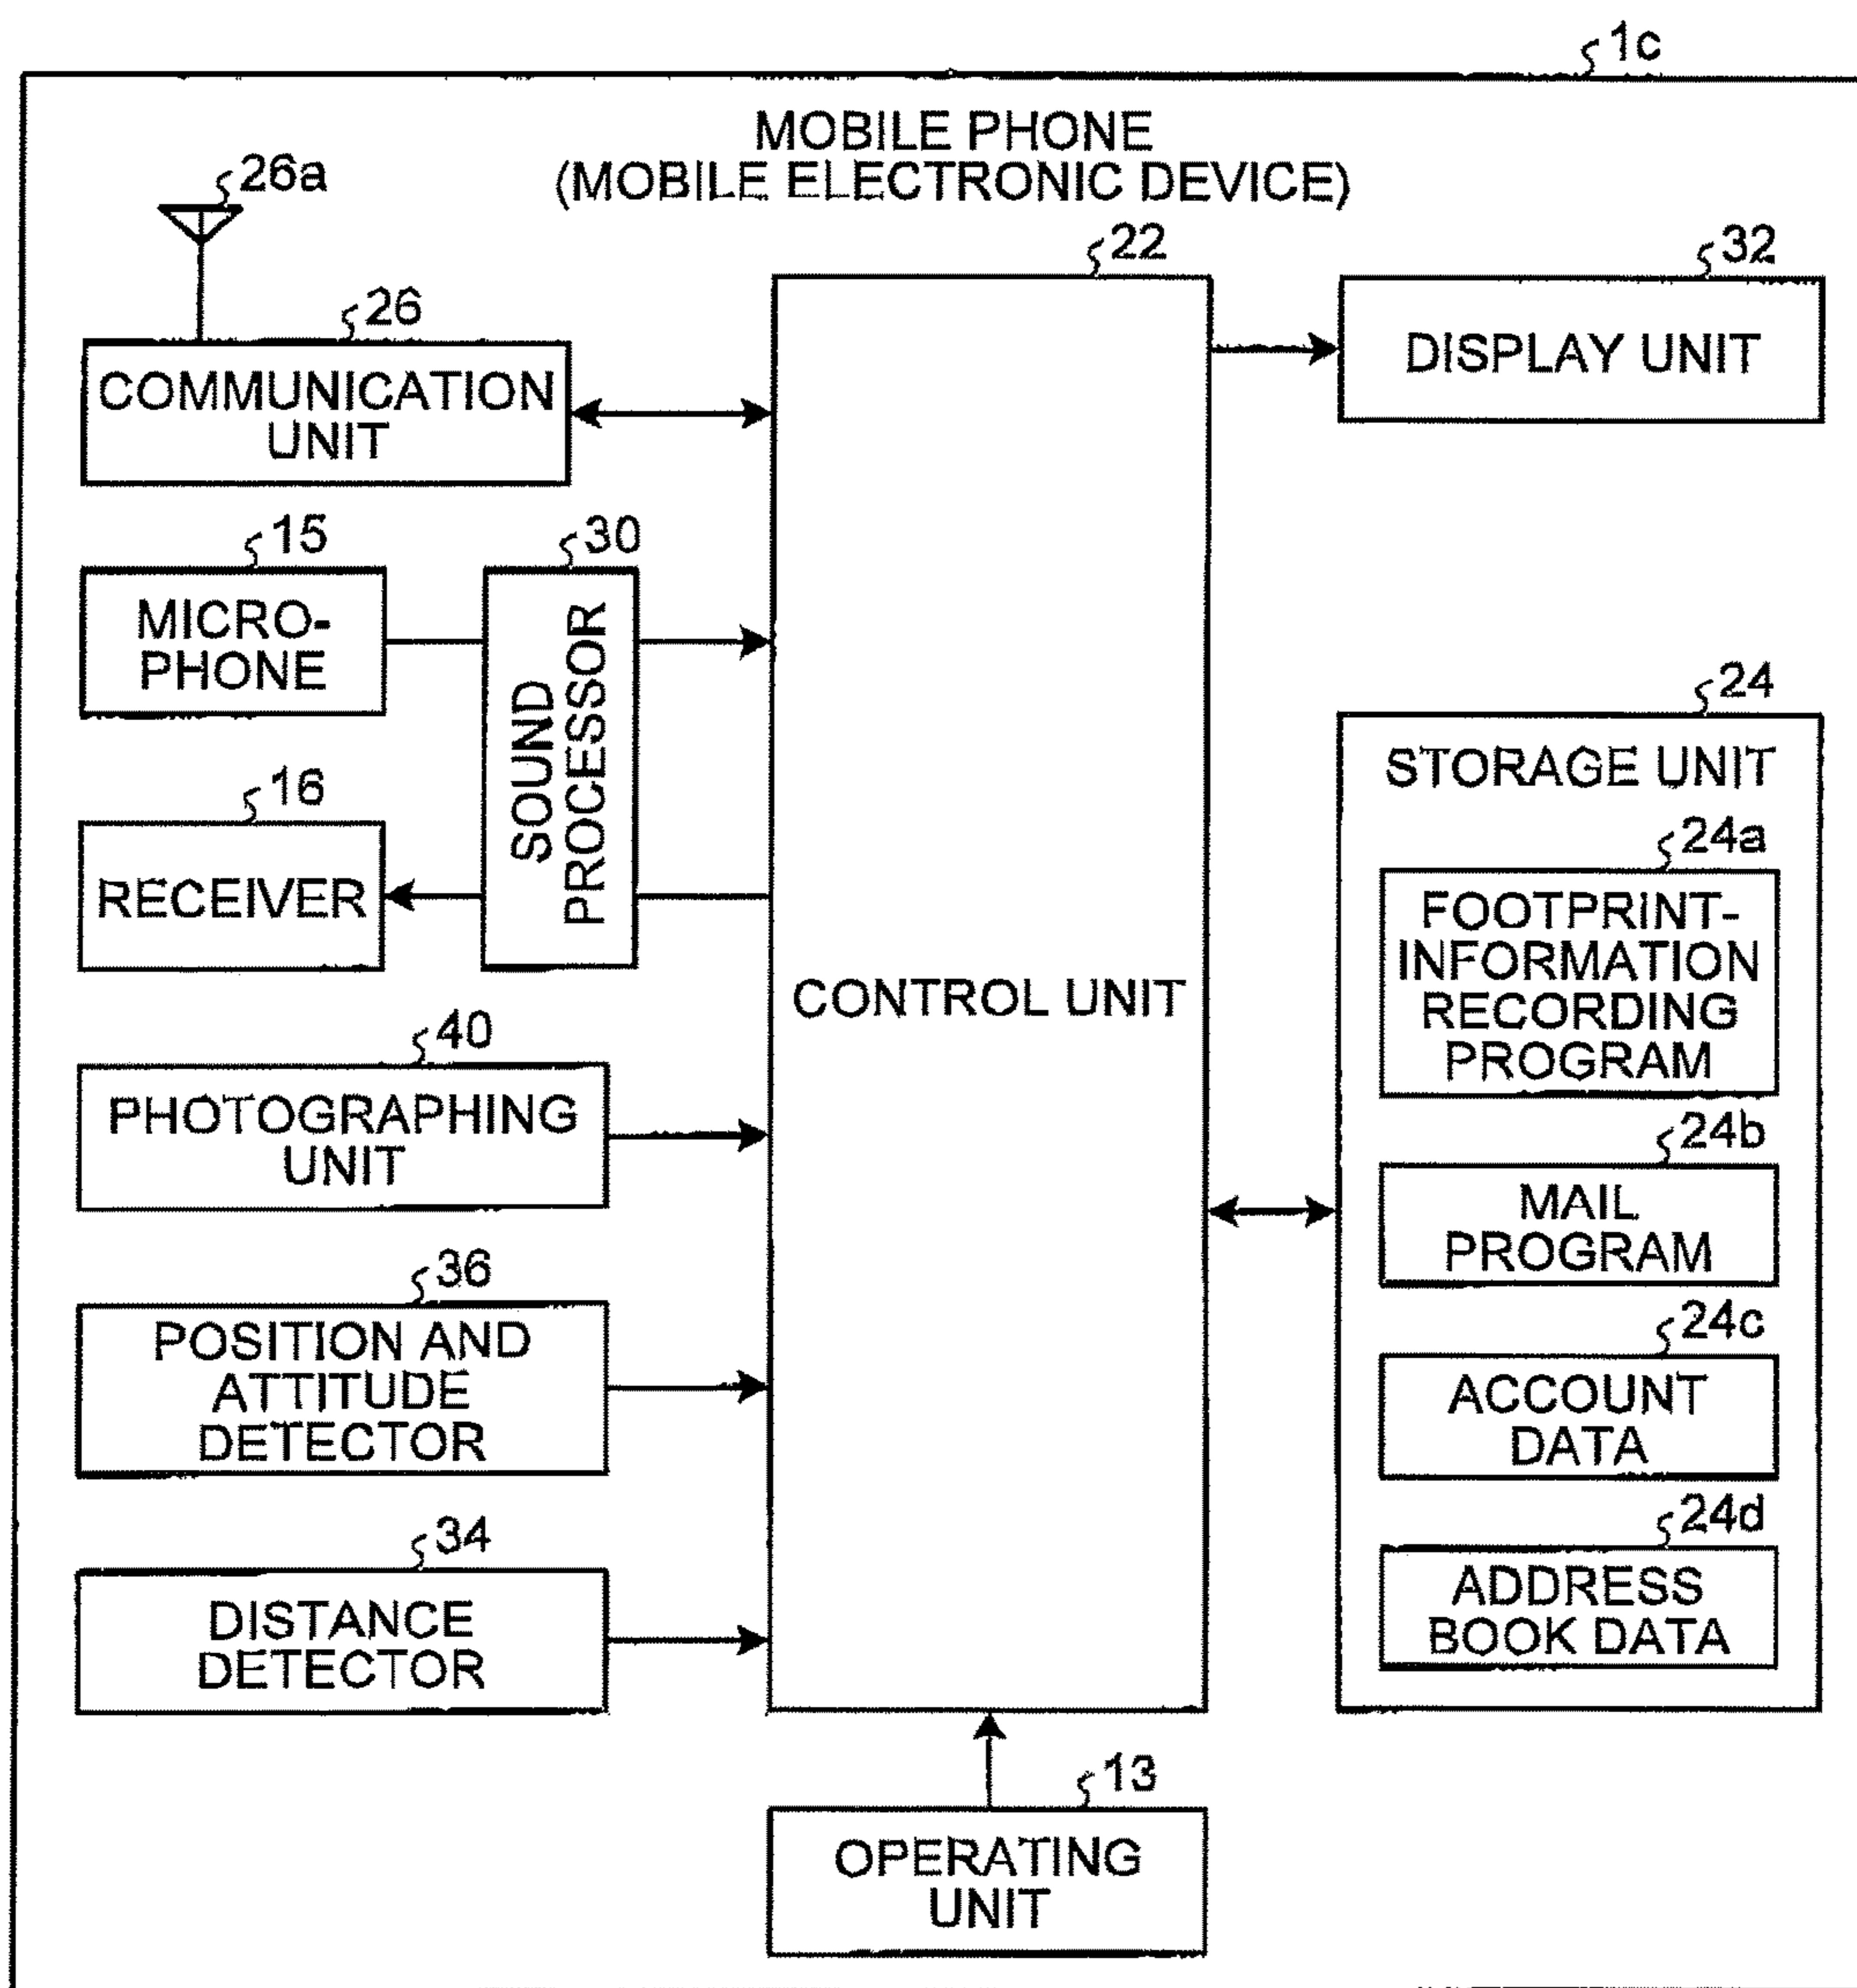 1c
MOBILE PHONE
(MOBILE ELECTRONIC DEVICE)
26a
22
32
26
COMMUNICATION
UNIT
DISPLAY UNIT
15
30
MICRO-
PHONE
SOUND
PROCESSOR
16
RECEIVER
CONTROL UNIT
24
STORAGE UNIT
24a
FOOTPRINT-
INFORMATION
RECORDING
PROGRAM
40
PHOTOGRAPHING
UNIT
24b
MAIL
PROGRAM
36
POSITION AND
ATTITUDE
DETECTOR
24c
ACCOUNT
DATA
34
DISTANCE
DETECTOR
24d
ADDRESS
BOOK DATA
13
OPERATING
UNIT